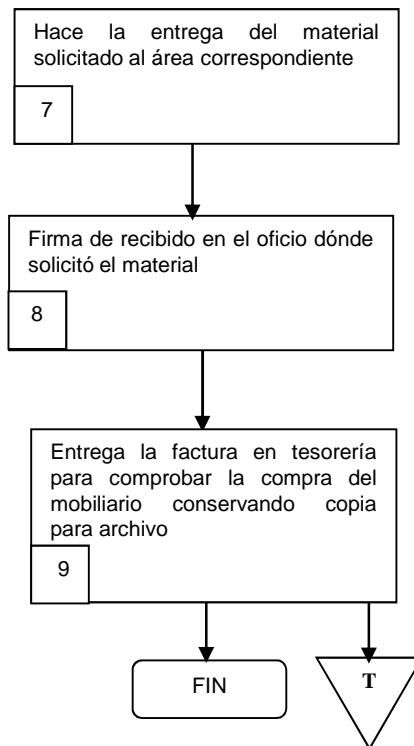 Hace la entrega del material
solicitado al área correspondiente
7
Firma de recibido en el oficio dónde
solicitó el material
8
Entrega la factura en tesorería
para comprobar la compra del
mobiliario conservando copia
para archivo
9
FIN
T